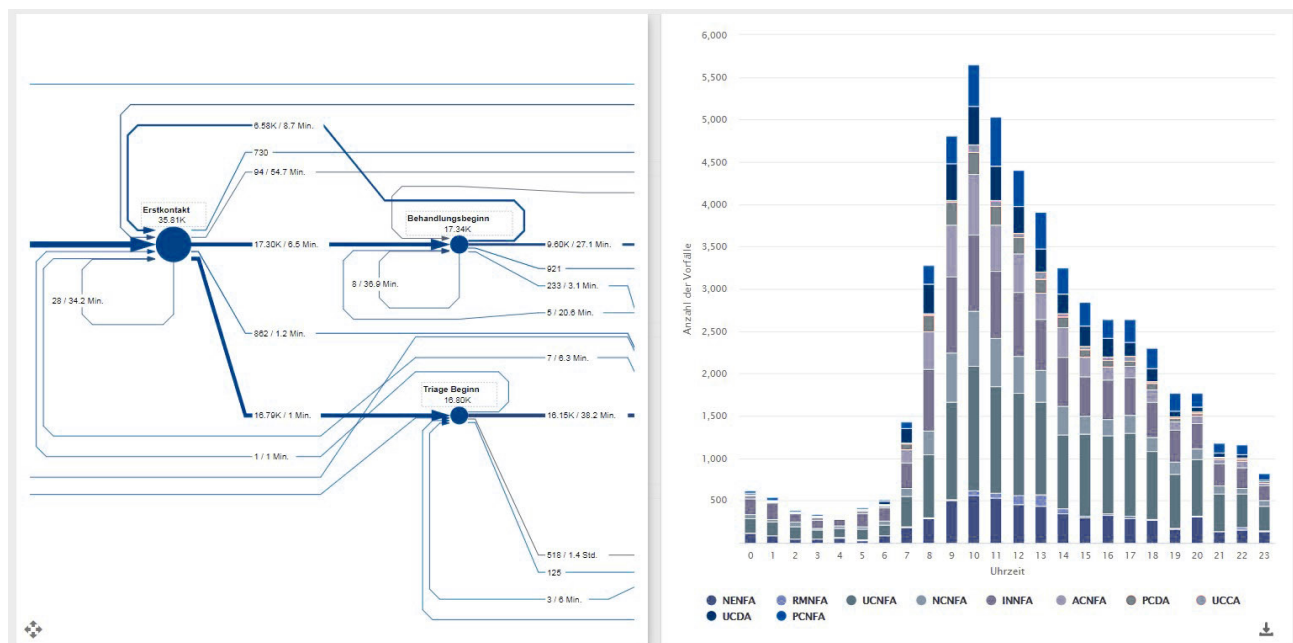 6.58K / 8.7 Min.
730
94 / 54.7 Min.
Erstkontakt
35.81K
Behandlungsbeginn
17.34K
17.30K / 6.5 Min.
9.60K / 27.1 Min.
921
8 / 36.9 Min.
233 / 3.1 Min.
28 / 34.2 Min.
5 / 20.6 Min.
862 / 1.2 Min.
7 / 6.3 Min.
Triage Beginn
16.80K
16.79K / 1 Min.
16.15K / 38.2 Min.
1 / 1 Min.
518 / 1.4 Std.
125
3 / 6 Min.
6,000
5,500
5,000
4,500
4,000
3,500
3,000
2,500
2,000
1,500
1,000
500
Anzahl der Vorfälle
0 1 2 3 4 5 6 7 8 9 10 11 12 13 14 15 16 17 18 19 20 21 22 23
Uhrzeit
NENFA RMNFA UCNFA NCNFA INNFA ACNFA PCDA UCCA
UCDA PCNFA